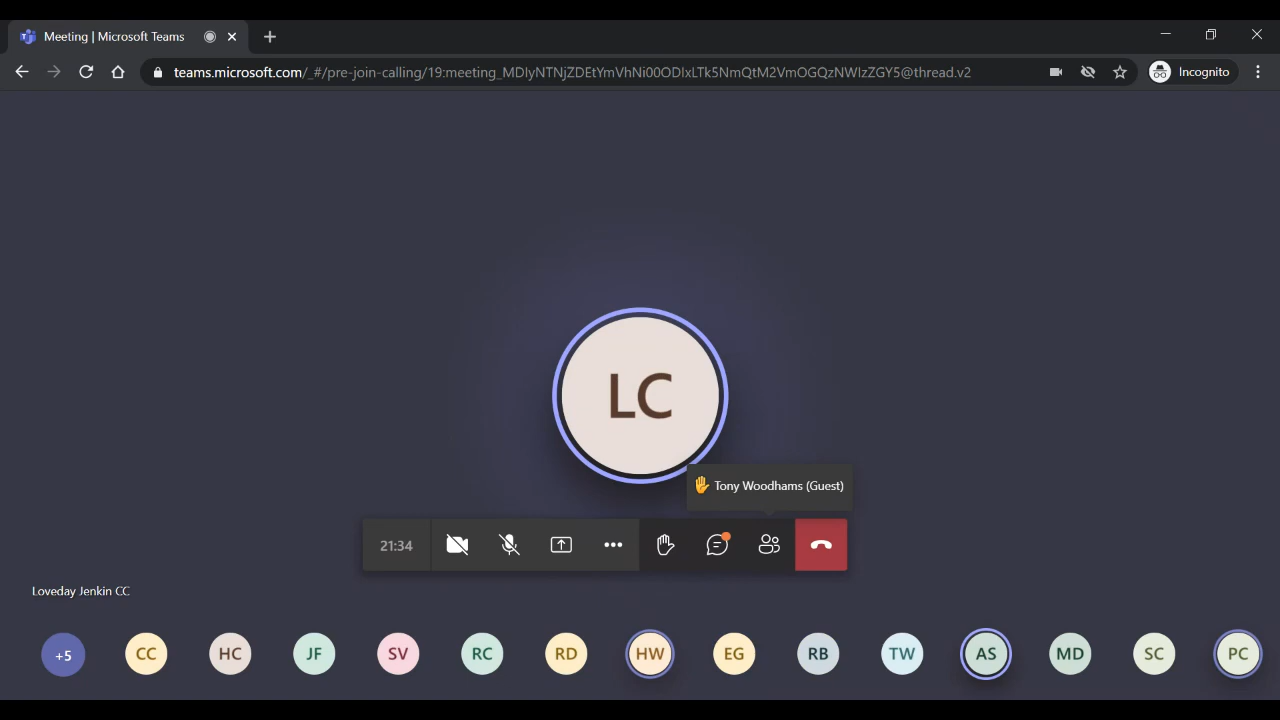 Meeting | Microsoft Teams
teams.microsoft.com/_#/pre-join-calling/19:meeting_MDIyNTNjZDEtYmVhNi00ODIxLTk5NmQtM2VmOGQzNWIzZGY5@thread.v2
Incognito
LC
Tony Woodhams (Guest)
21:34
Loveday Jenkin CC
+5 CC HC JF SV RC RD HW EG RB TW AS MD SC PC